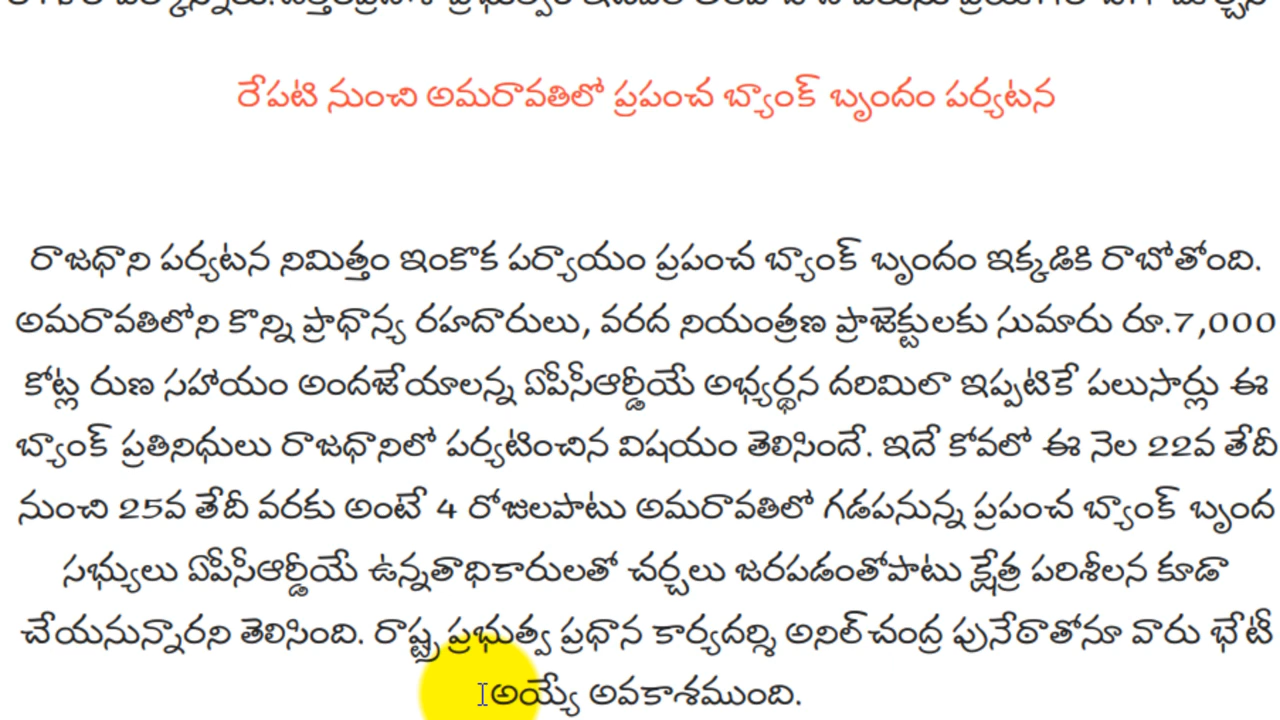 రేపటి నుంచి అమరావతిలో ప్రపంచ బ్యాంక్ బృందం పర్యటన
రాజధాని పర్యటన నిమిత్తం ఇంకొక పర్యాయం ప్రపంచ బ్యాంక్ బృందం ఇక్కడికి రాబోతోంది.
అమరావతిలోని కొన్ని ప్రాధాన్య రహదారులు, వరద నియంత్రణ ప్రాజెక్టులకు సుమారు రూ.7,000
కోట్ల రుణ సహాయం అందజేయాలన్న ఏపీసీఆర్డీయే అభ్యర్థన దరిమిలా ఇప్పటికే పలుసార్లు ఈ
బ్యాంక్ ప్రతినిధులు రాజధానిలో పర్యటించిన విషయం తెలిసిందే. ఇదే కోవలో ఈ నెల 22వ తేదీ
నుంచి 25వ తేదీ వరకు అంటే 4 రోజులపాటు అమరావతిలో గడపనున్న ప్రపంచ బ్యాంక్ బృంద
సభ్యులు ఏపీసీఆర్డీయే ఉన్నతాధికారులతో చర్చలు జరపడంతోపాటు క్షేత్ర పరిశీలన కూడా
చేయనున్నారని తెలిసింది. రాష్ట్ర ప్రభుత్వ ప్రధాన కార్యదర్శి అనిల్‌చంద్ర పునేఠాతోనూ వారు భేటీ
అయ్యే అవకాశముంది.